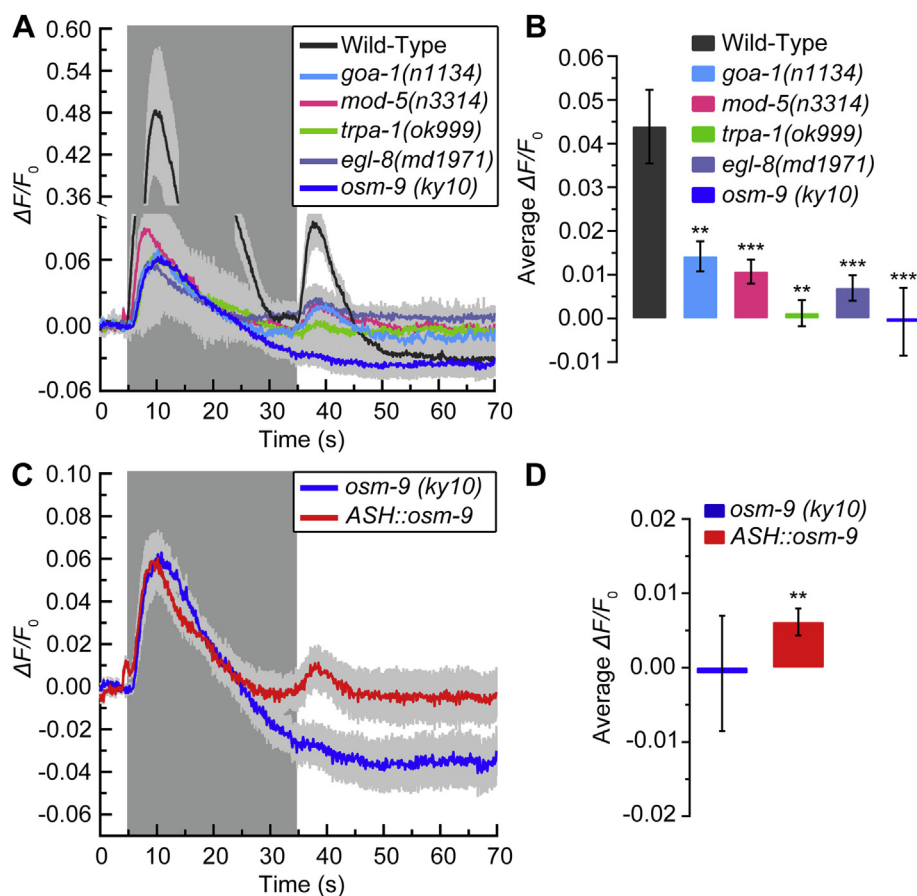 A
ΔF/F0
0.60
0.54
0.48
0.42
0.36
0.06
0.00
-0.06
0 10 20 30 40 50 60 70
Time (s)
Wild-Type
goa-1(n1134)
mod-5(n3314)
trpa-1(ok999)
egl-8(md1971)
osm-9 (ky10)
B
Average ΔF/F0
0.06
0.05
0.04
0.03
0.02
0.01
0.00
-0.01
Wild-Type
goa-1(n1134)
mod-5(n3314)
trpa-1(ok999)
egl-8(md1971)
osm-9 (ky10)
** *** ** *** ***
C
ΔF/F0
0.10
0.08
0.06
0.04
0.02
0.00
-0.02
-0.04
0.06
0 10 20 30 40 50 60 70
Time (s)
osm-9 (ky10)
ASH::osm-9
D
Average ΔF/F0
0.02
0.01
0.00
-0.01
-0.02
osm-9 (ky10)
ASH::osm-9
**